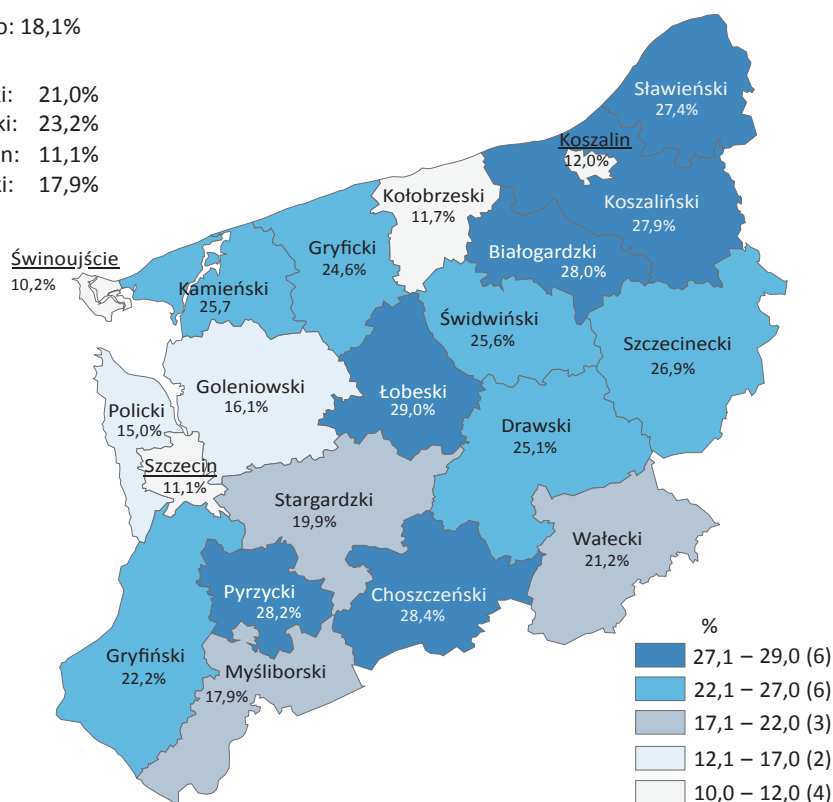 o: 18,1%
ki: 21,0%
ki: 23,2%
n: 11,1%
ki: 17,9%
Sławieński
27,4%
Koszalin
12,0%
Kołobrzeski
11,7%
Koszaliński
27,9%
Gryficki
24,6%
Białogardzki
28,0%
Świnoujście
10,2%
Kamieński
25,7
Świdwiński
25,6%
Szczecinecki
26,9%
Goleniowski
16,1%
Łobeski
29,0%
Policki
15,0%
Drawski
25,1%
Szczecin
11,1%
Stargardzki
19,9%
Wałecki
21,2%
Pyrzycki
28,2%
Choszczeński
28,4%
Gryfiński
22,2%
Myśliborski
17,9%
%
27,1 – 29,0 (6)
22,1 – 27,0 (6)
17,1 – 22,0 (3)
12,1 – 17,0 (2)
10,0 – 12,0 (4)